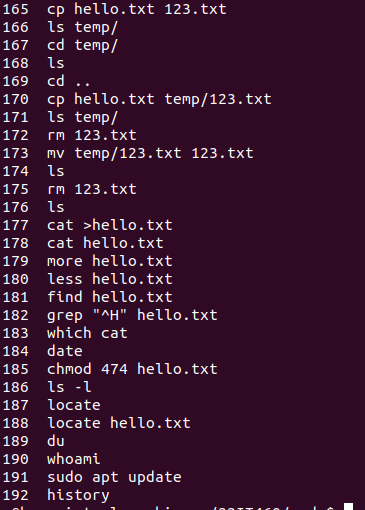 165 cp hello.txt 123.txt
166 ls temp/
167 cd temp/
168 ls
169 cd ..
170 cp hello.txt temp/123.txt
171 ls temp/
172 rm 123.txt
173 mv temp/123.txt 123.txt
174 ls
175 rm 123.txt
176 ls
177 cat >hello.txt
178 cat hello.txt
179 more hello.txt
180 less hello.txt
181 find hello.txt
182 grep "^H" hello.txt
183 which cat
184 date
185 chmod 474 hello.txt
186 ls -l
187 locate
188 locate hello.txt
189 du
190 whoami
191 sudo apt update
192 history